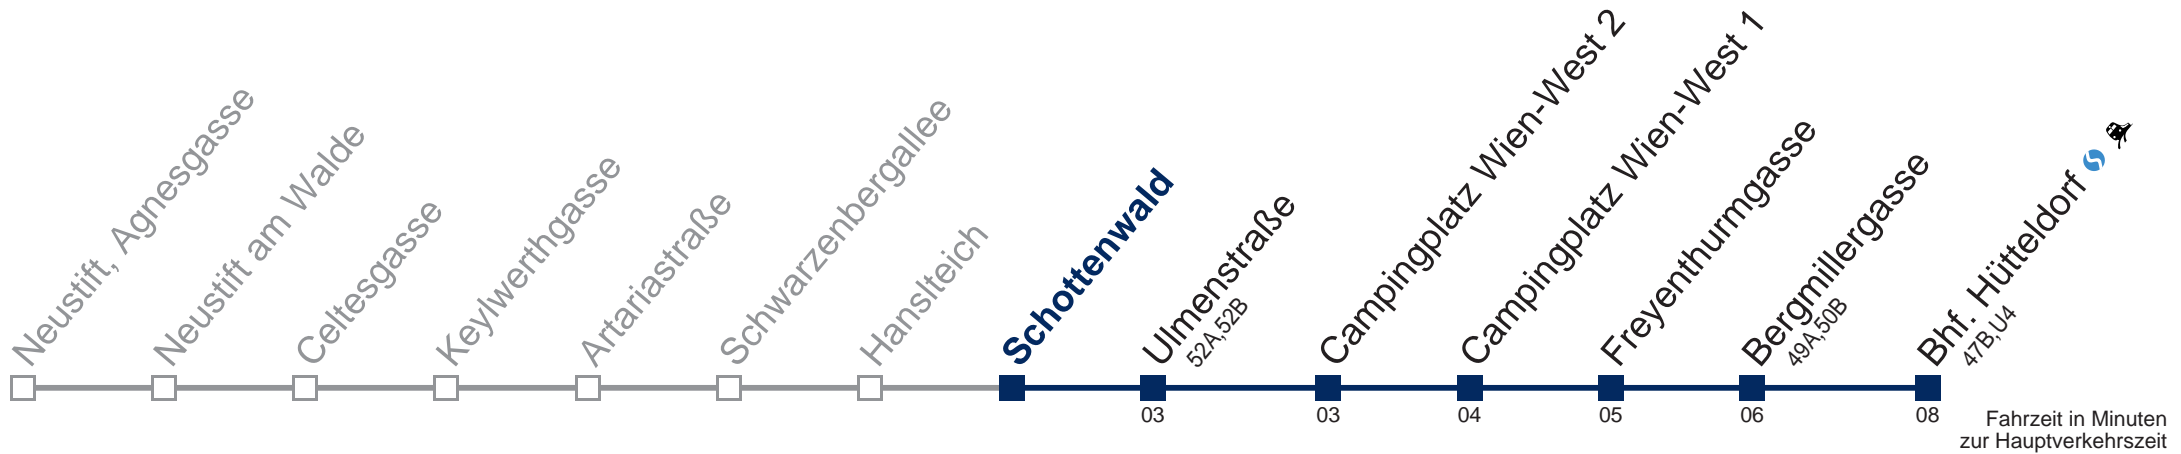 Neustift, Agnesgasse
Neustift am Walde
Celtesgasse
Keylwerthgasse
Artariastraße
Schwarzenbergallee
Hanslteich
Schottenwald
Ulmenstraße
52A,52B
Campingplatz Wien-West 2
Campingplatz Wien-West 1
Freyenthurmgasse
Bergmillergasse
49A,50B
Bhf. Hütteldorf
47B,U4
03
03
04
05
06
08
Fahrzeit in Minuten
zur Hauptverkehrszeit